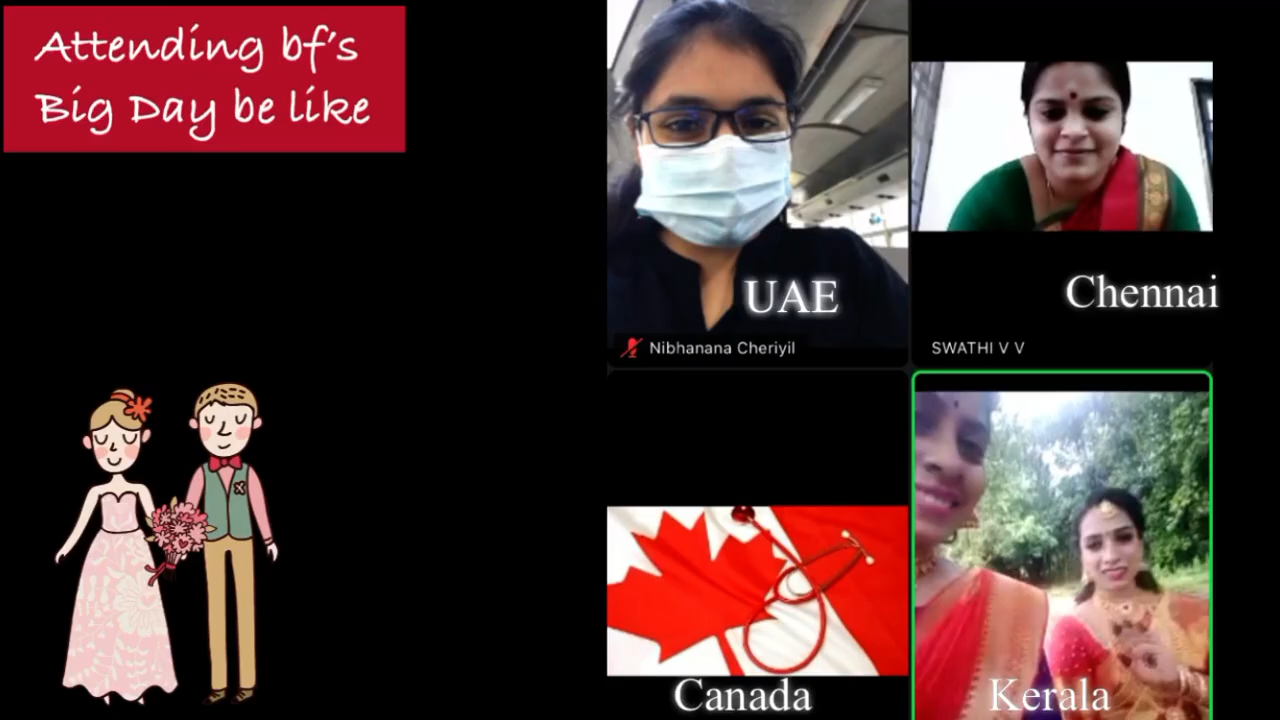 Attending bf's
Big Day be like
UAE
Nibhanana Cheriyil
Chennai
SWATHI V V
Canada
Kerala